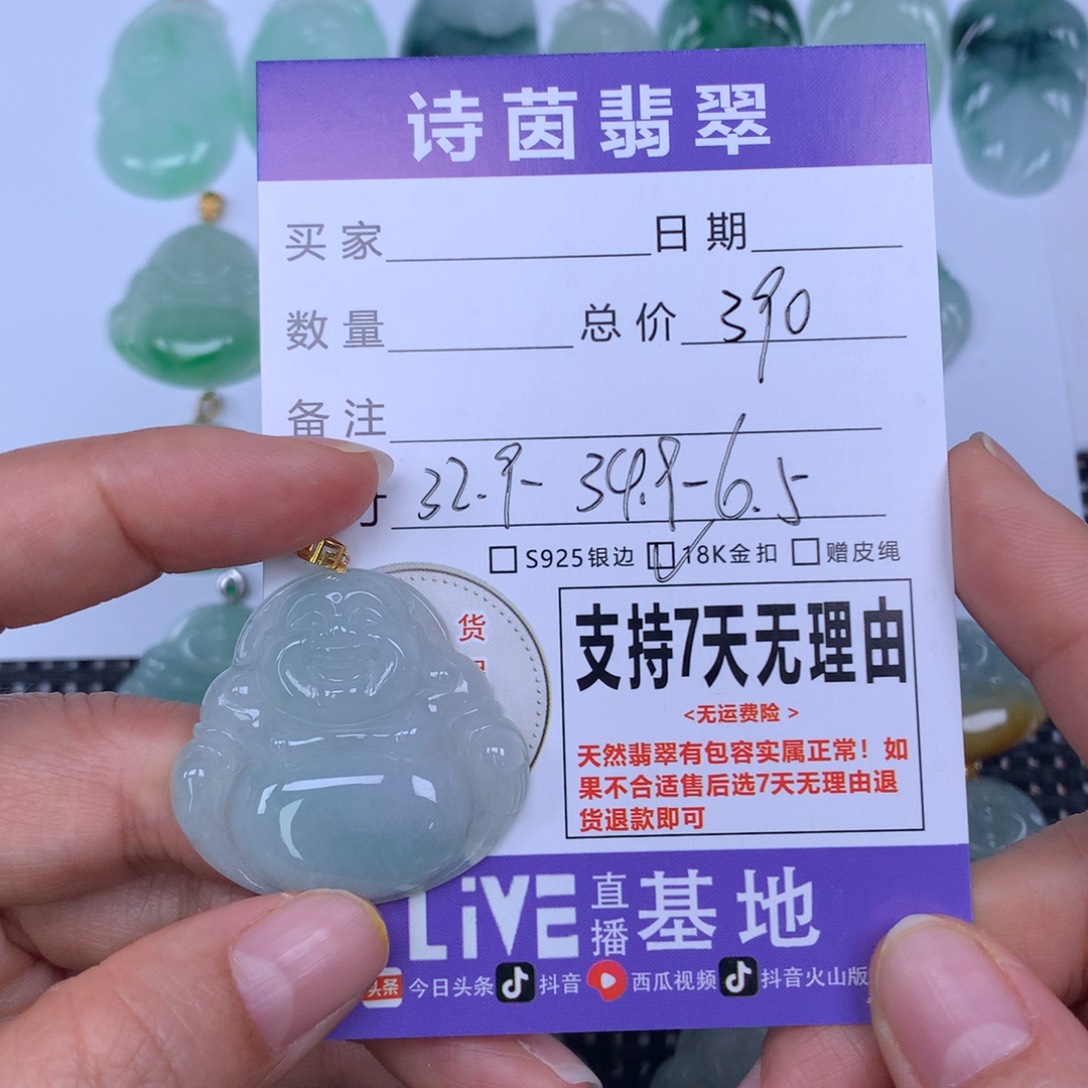 诗茵翡翠
买家 日期
数量 总价 390
备注
32.9-34.9-6.5
S925银边 18K金扣 赠皮绳
货
支持7天无理由
<无运费险 >
天然翡翠有包容实属正常！如
果不合适售后选7天无理由退
货退款即可
LiVE 直播 基地
头条 今日头条 抖音 西瓜视频 抖音火山版